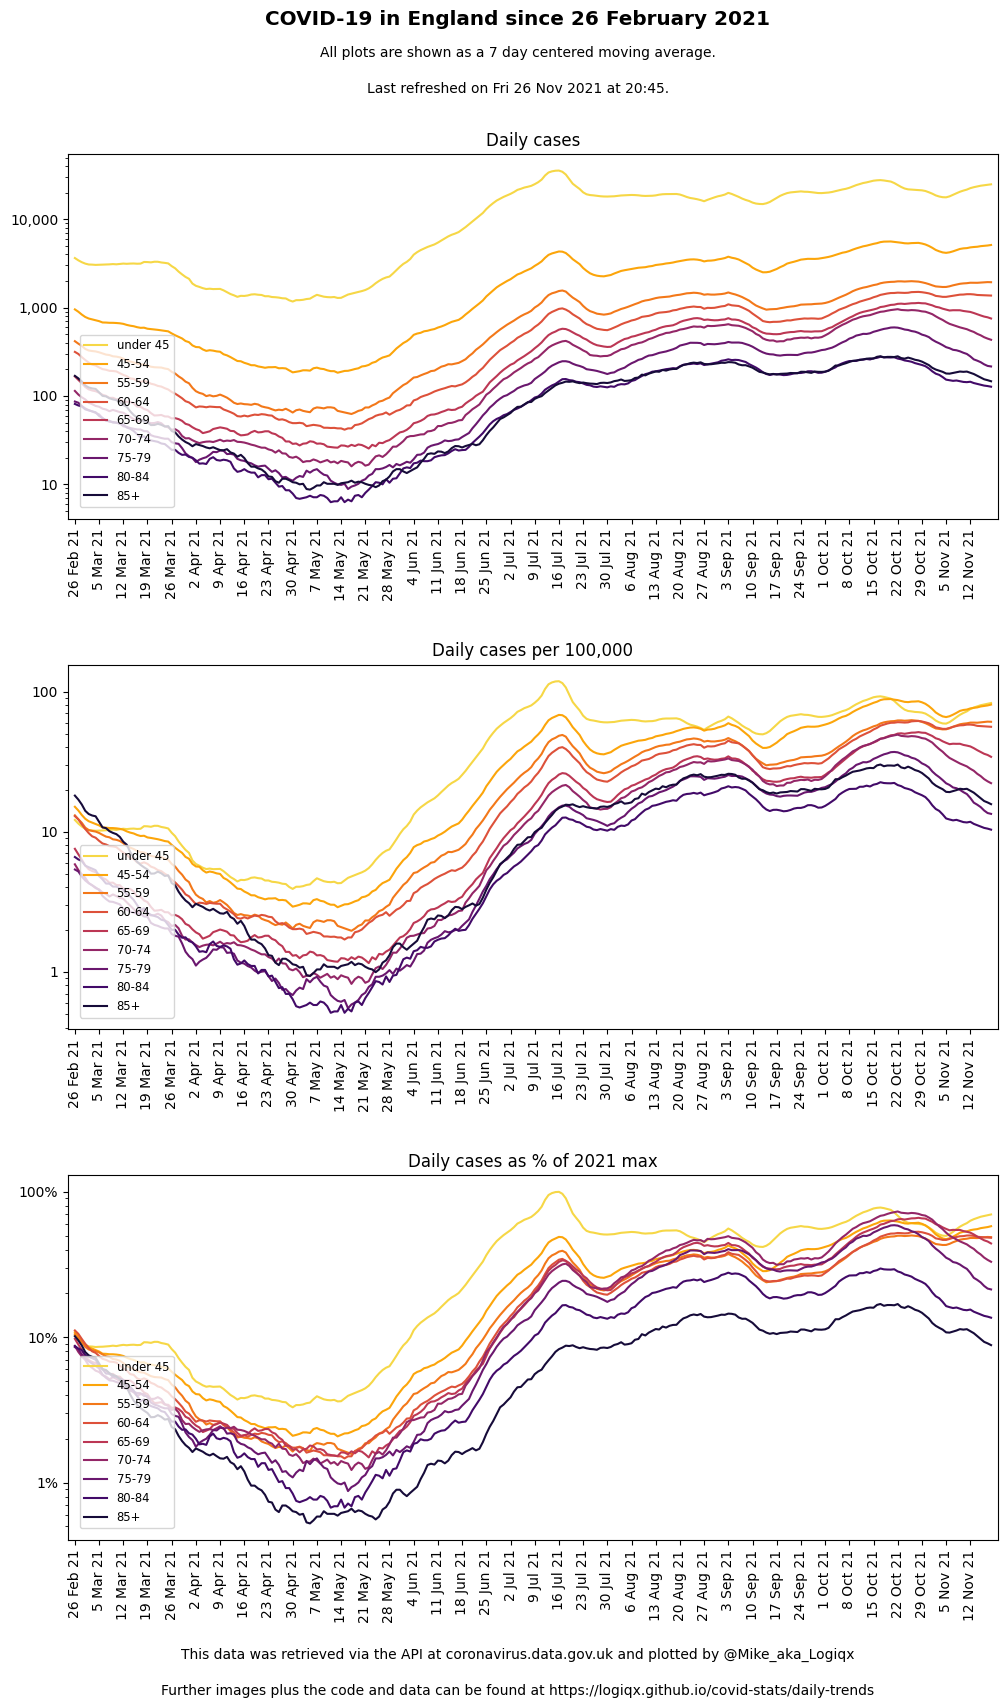 COVID-19 in England since 26 February 2021
All plots are shown as a 7 day centered moving average.
Last refreshed on Fri 26 Nov 2021 at 20:45.
Daily cases
10,000
1,000
100
10
under 45
45-54
55-59
60-64
65-69
70-74
75-79
80-84
85+
26 Feb 21
5 Mar 21
12 Mar 21
19 Mar 21
26 Mar 21
2 Apr 21
9 Apr 21
16 Apr 21
23 Apr 21
30 Apr 21
7 May 21
14 May 21
21 May 21
28 May 21
4 Jun 21
11 Jun 21
18 Jun 21
25 Jun 21
2 Jul 21
9 Jul 21
16 Jul 21
23 Jul 21
30 Jul 21
6 Aug 21
13 Aug 21
20 Aug 21
27 Aug 21
3 Sep 21
10 Sep 21
17 Sep 21
24 Sep 21
1 Oct 21
8 Oct 21
15 Oct 21
22 Oct 21
29 Oct 21
5 Nov 21
12 Nov 21
Daily cases per 100,000
100
10
1
under 45
45-54
55-59
60-64
65-69
70-74
75-79
80-84
85+
26 Feb 21
5 Mar 21
12 Mar 21
19 Mar 21
26 Mar 21
2 Apr 21
9 Apr 21
16 Apr 21
23 Apr 21
30 Apr 21
7 May 21
14 May 21
21 May 21
28 May 21
4 Jun 21
11 Jun 21
18 Jun 21
25 Jun 21
2 Jul 21
9 Jul 21
16 Jul 21
23 Jul 21
30 Jul 21
6 Aug 21
13 Aug 21
20 Aug 21
27 Aug 21
3 Sep 21
10 Sep 21
17 Sep 21
24 Sep 21
1 Oct 21
8 Oct 21
15 Oct 21
22 Oct 21
29 Oct 21
5 Nov 21
12 Nov 21
Daily cases as % of 2021 max
100%
10%
1%
under 45
45-54
55-59
60-64
65-69
70-74
75-79
80-84
85+
26 Feb 21
5 Mar 21
12 Mar 21
19 Mar 21
26 Mar 21
2 Apr 21
9 Apr 21
16 Apr 21
23 Apr 21
30 Apr 21
7 May 21
14 May 21
21 May 21
28 May 21
4 Jun 21
11 Jun 21
18 Jun 21
25 Jun 21
2 Jul 21
9 Jul 21
16 Jul 21
23 Jul 21
30 Jul 21
6 Aug 21
13 Aug 21
20 Aug 21
27 Aug 21
3 Sep 21
10 Sep 21
17 Sep 21
24 Sep 21
1 Oct 21
8 Oct 21
15 Oct 21
22 Oct 21
29 Oct 21
5 Nov 21
12 Nov 21
This data was retrieved via the API at coronavirus.data.gov.uk and plotted by @Mike_aka_Logiqx
Further images plus the code and data can be found at https://logiqx.github.io/covid-stats/daily-trends